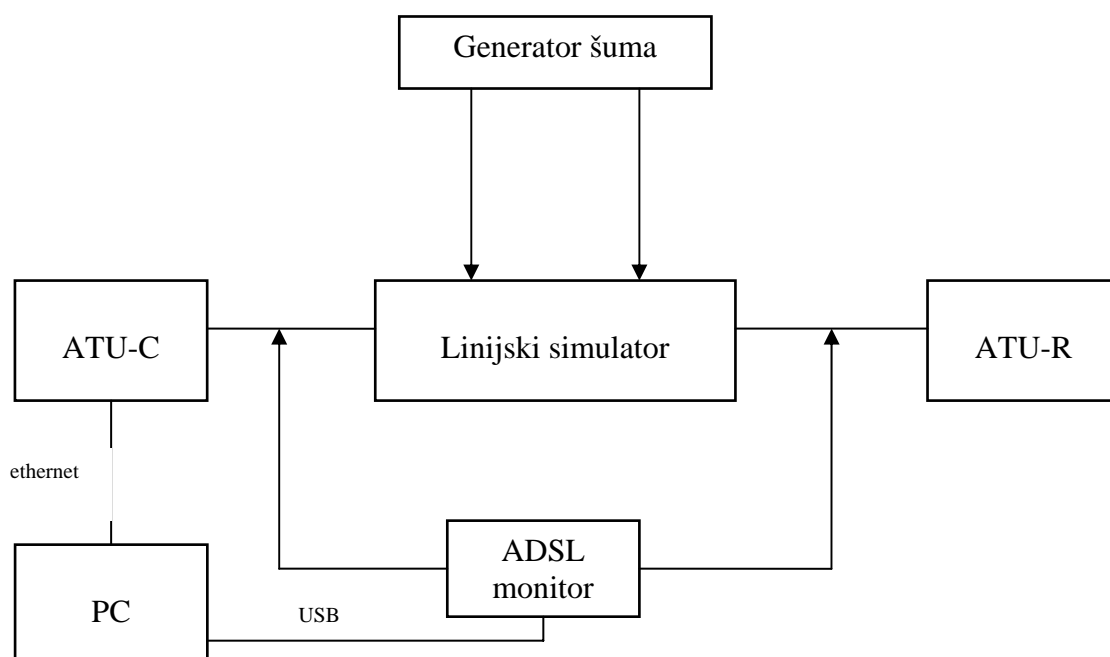 Generator šuma
ATU-C
Linijski simulator
ATU-R
ethernet
ADSL
monitor
PC
USB